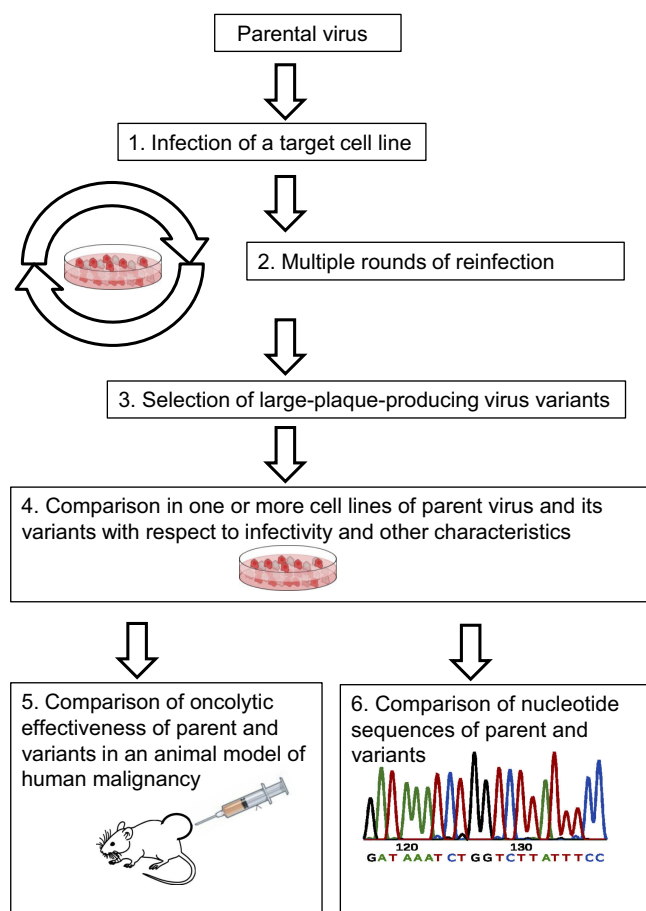 Parental virus
1. Infection of a target cell line
2. Multiple rounds of reinfection
3. Selection of large-plaque-producing virus variants
4. Comparison in one or more cell lines of parent virus and its
variants with respect to infectivity and other characteristics
5. Comparison of oncolytic
effectiveness of parent and
variants in an animal model of
human malignancy
6. Comparison of nucleotide
sequences of parent and
variants
120 130
GATAAATCTGGTCTTATTTCC